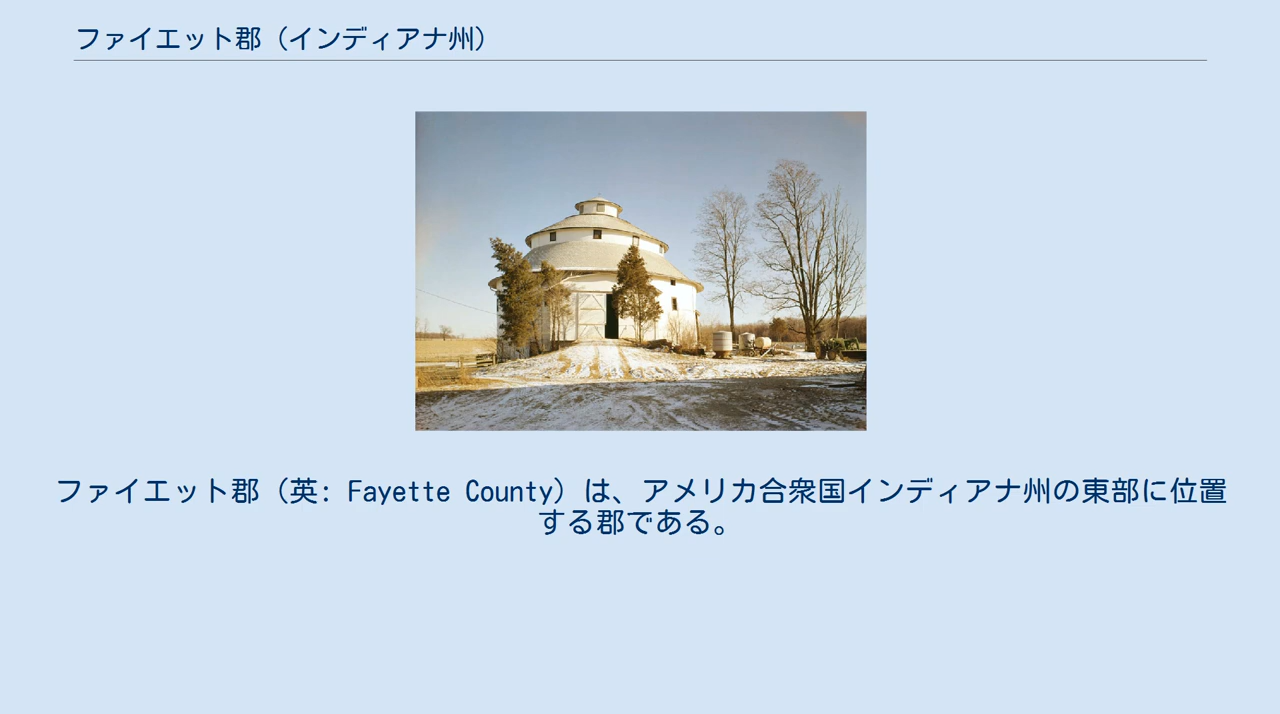 ファイエット郡（インディアナ州）
ファイエット郡（英: Fayette County）は、アメリカ合衆国インディアナ州の東部に位置
する郡である。